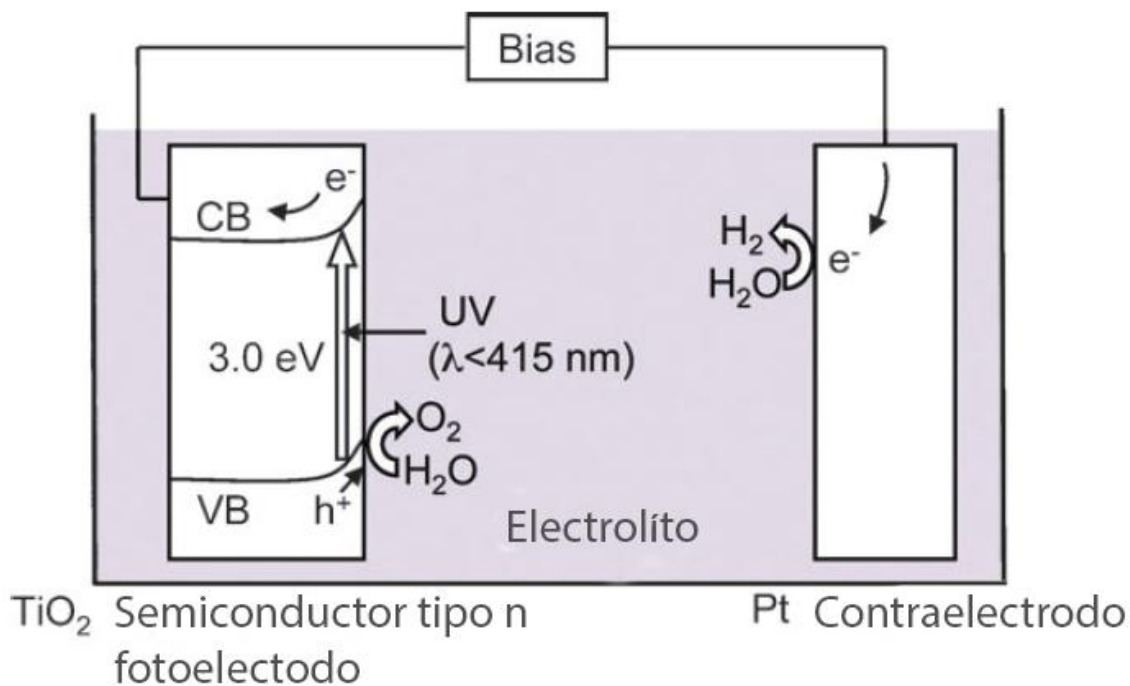 Bias
e⁻
CB
H₂
H₂O
e⁻
UV
3.0 eV
(λ<415 nm)
O₂
H₂O
VB
h⁺
Electrolíto
TiO₂ Semiconductor tipo n
fotoelectodo
Pt Contraelectrodo